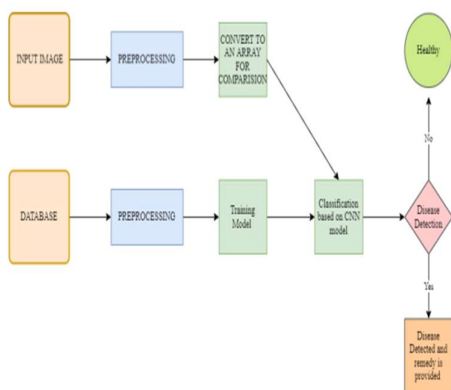 INPUT IMAGE
PREPROCESSING
CONVERT TO
AN ARRAY
FOR
COMPARISION
Healthy
No
DATABASE
PREPROCESSING
Training
Model
Classification
based on CNN
model
Disease
Detection
Yes
Disease
Detected and
remedy is
provided